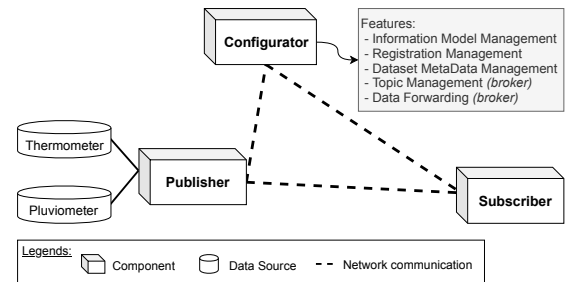 Configurator
Features:
- Information Model Management
- Registration Management
- Dataset MetaData Management
- Topic Management (broker)
- Data Forwarding (broker)
Thermometer
Publisher
Pluviometer
Subscriber
Legends:
Component
Data Source
Network communication